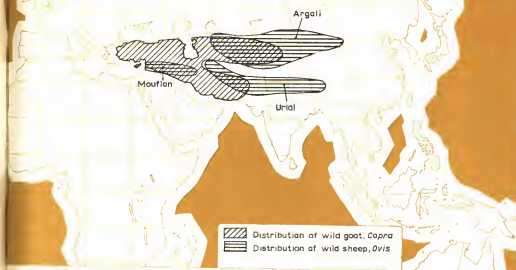 Argali
Mouflon
Urial
Distribution of wild goat, Capra
Distribution of wild sheep, Ovis